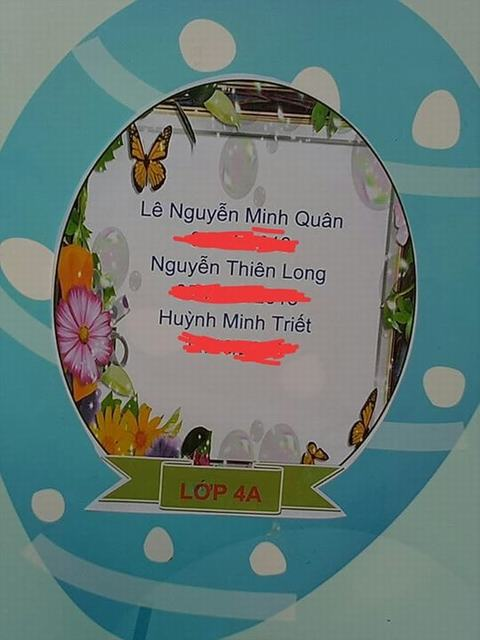 Lê Nguyễn Minh Quân
Nguyễn Thiên Long
Huỳnh Minh Triết
LỚP 4A